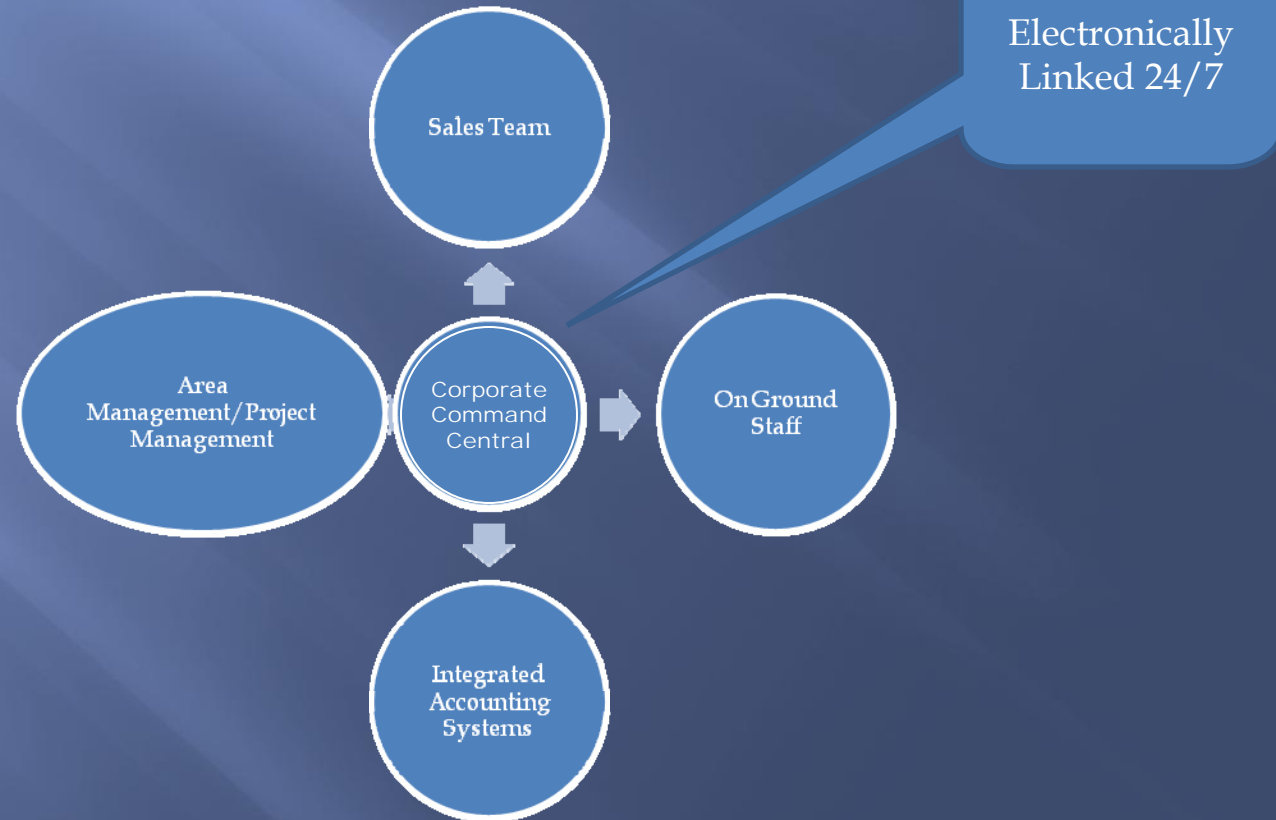 Electronically
Linked 24/7
Sales Team
Area
Management/Project
Management
Corporate
Command
Central
On Ground
Staff
Integrated
Accounting
Systems